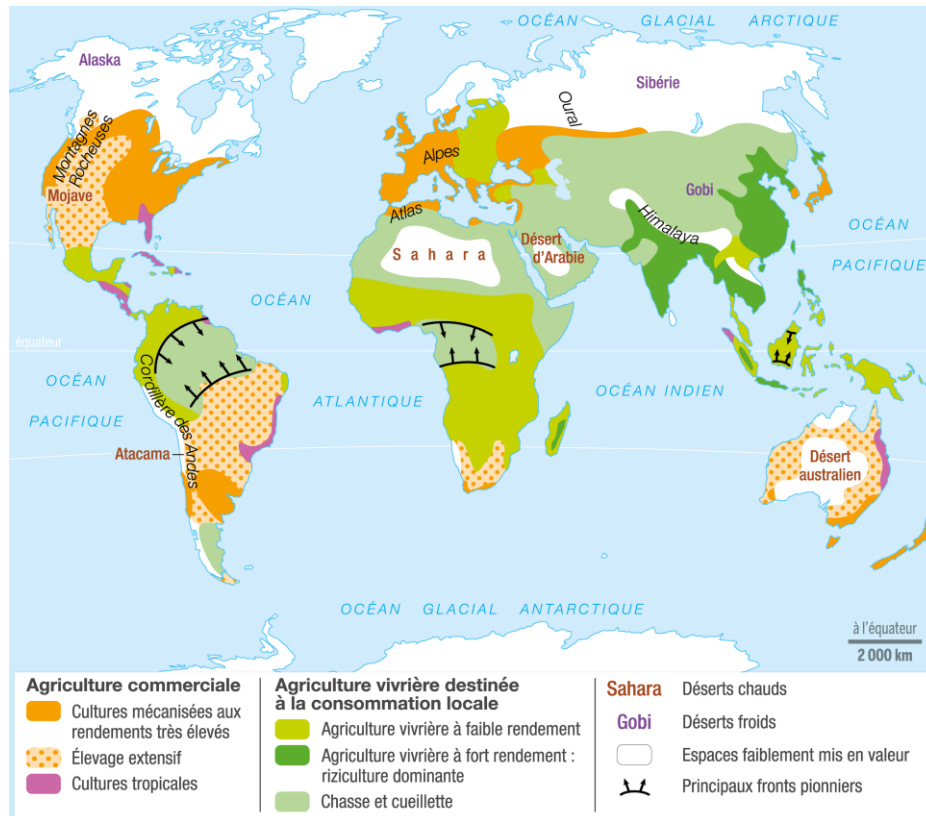 OCÉAN GLACIAL ARCTIQUE
Alaska
Sibérie
Oural
Montagnes
Rocheuses
Alpes
Mojave
Gobi
Atlas
Himalaya
OCÉAN
PACIFIQUE
Sahara
Désert
d'Arabie
OCÉAN
ATLANTIQUE
équateur
OCÉAN
PACIFIQUE
Cordillère des Andes
OCÉAN INDIEN
Atacama
Désert
australien
OCÉAN GLACIAL ANTARCTIQUE
à l'équateur
2 000 km
Agriculture commerciale
Cultures mécanisées aux
rendements très élevés
Élevage extensif
Cultures tropicales
Agriculture vivrière destinée
à la consommation locale
Agriculture vivrière à faible rendement
Agriculture vivrière à fort rendement :
riziculture dominante
Chasse et cueillette
Sahara Déserts chauds
Gobi Déserts froids
Espaces faiblement mis en valeur
Principaux fronts pionniers